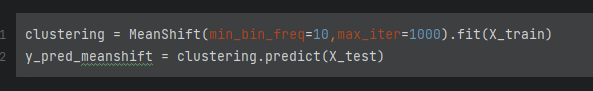 1 clustering = MeanShift(min_bin_freq=10,max_iter=1000).fit(X_train)
2 y_pred_meanshift = clustering.predict(X_test)